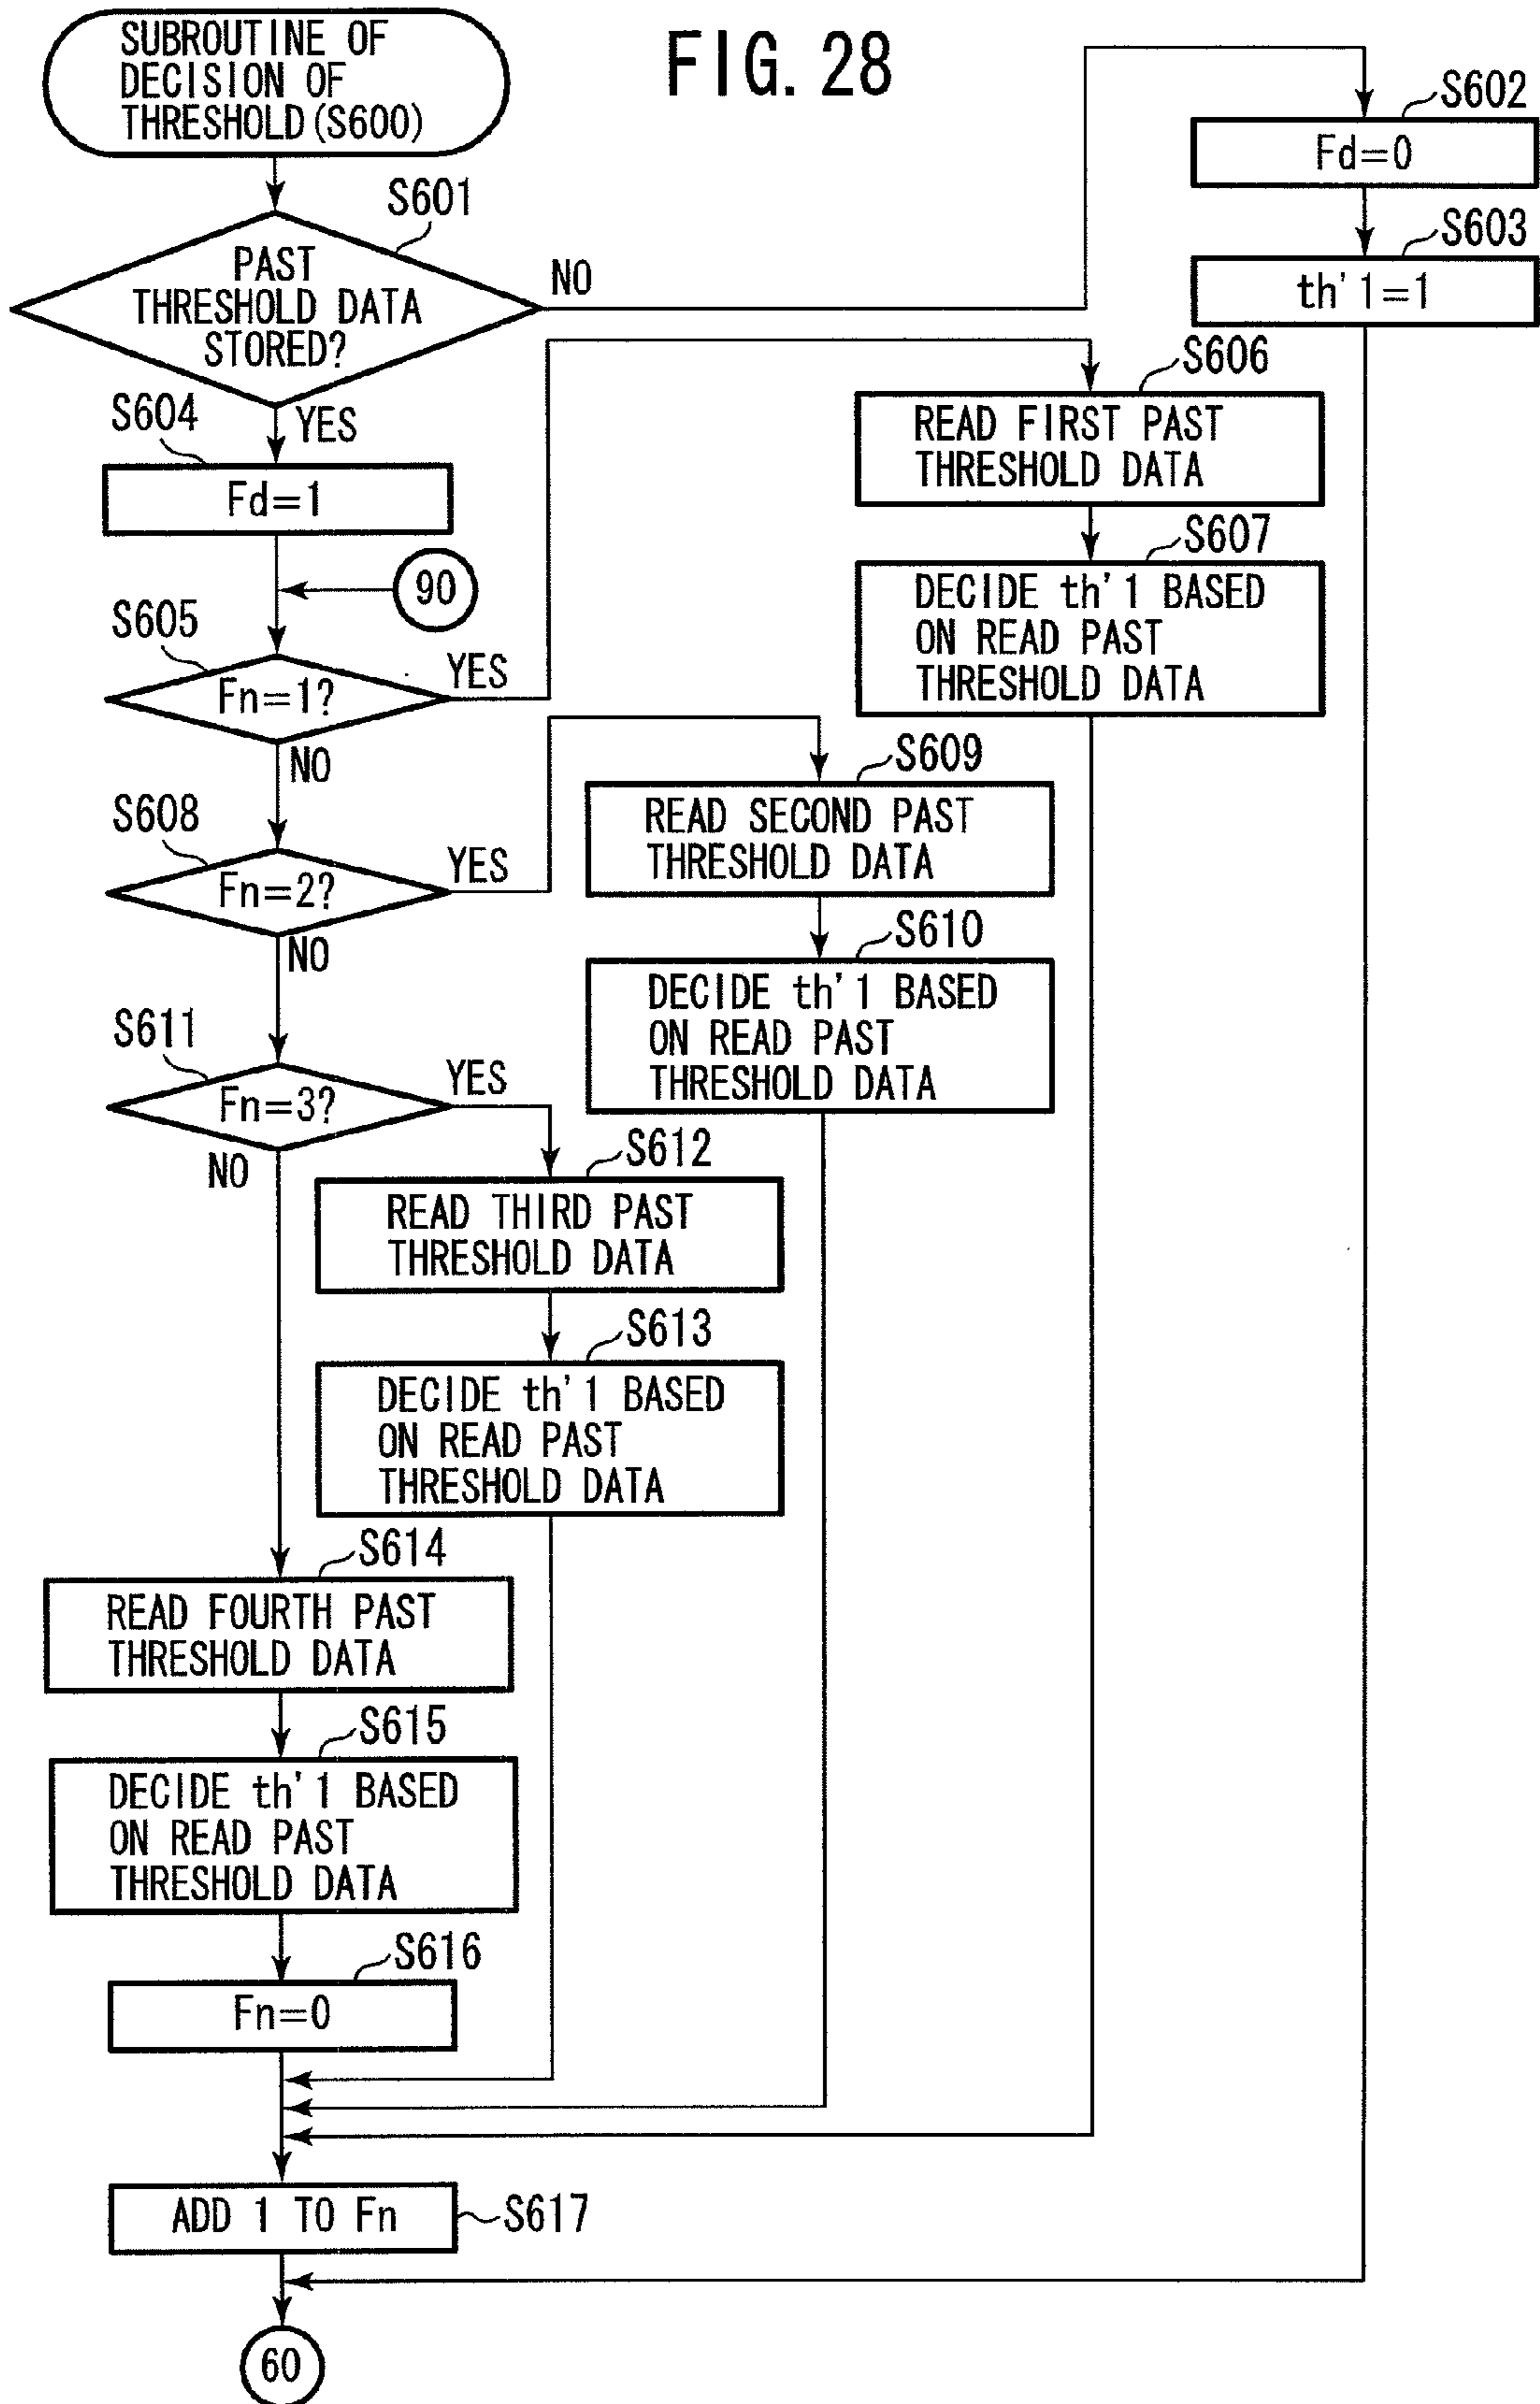 FIG. 28
SUBROUTINE OF
DECISION OF
THRESHOLD (S600)
S601
PAST
THRESHOLD DATA
STORED?
NO
YES
S602
Fd=0
S603
th'1=1
S604
Fd=1
90
S605
Fn=1?
YES
NO
S606
READ FIRST PAST
THRESHOLD DATA
S607
DECIDE th'1 BASED
ON READ PAST
THRESHOLD DATA
S608
Fn=2?
YES
NO
S609
READ SECOND PAST
THRESHOLD DATA
S610
DECIDE th'1 BASED
ON READ PAST
THRESHOLD DATA
S611
Fn=3?
YES
NO
S612
READ THIRD PAST
THRESHOLD DATA
S613
DECIDE th'1 BASED
ON READ PAST
THRESHOLD DATA
S614
READ FOURTH PAST
THRESHOLD DATA
S615
DECIDE th'1 BASED
ON READ PAST
THRESHOLD DATA
S616
Fn=0
ADD 1 TO Fn
S617
60